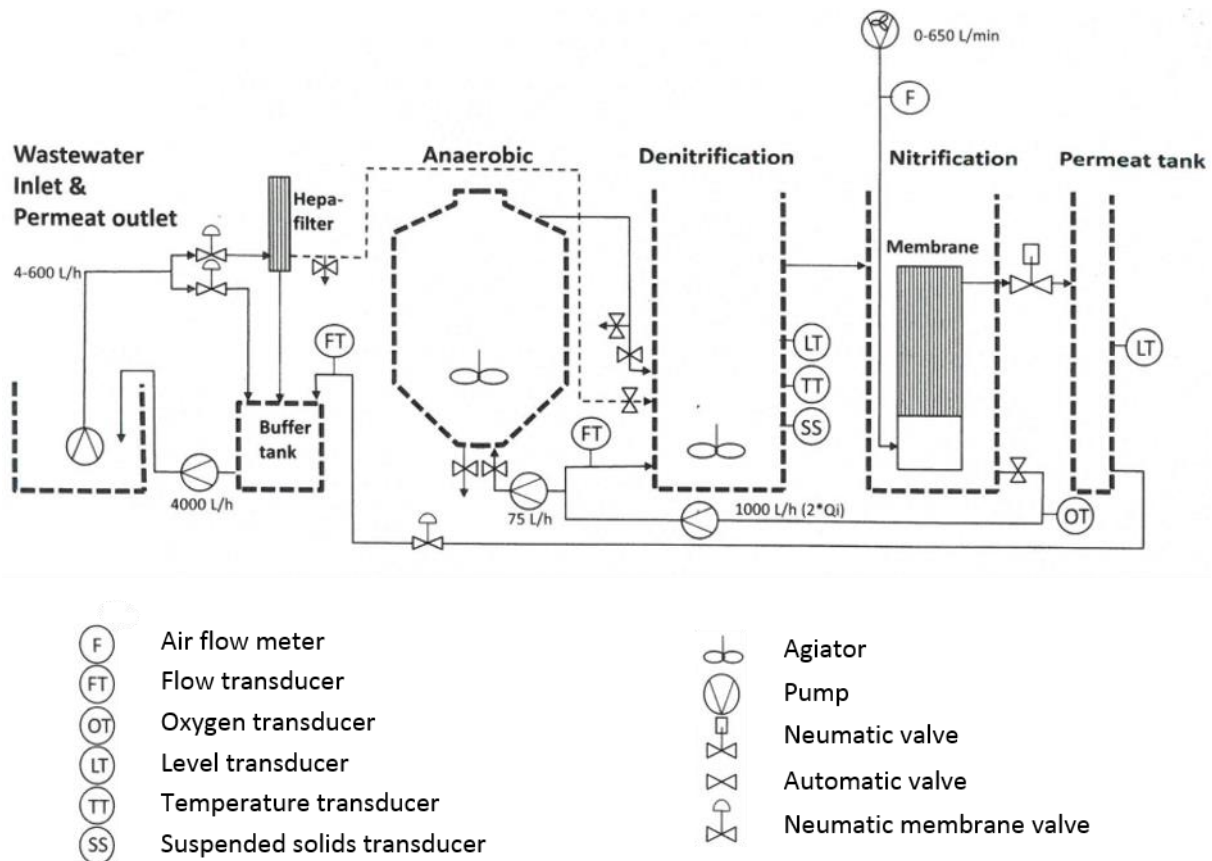 0-650 L/min
F
Wastewater
Inlet &
Permeat outlet
Anaerobic
Denitrification
Nitrification
Permeat tank
Hepa-
filter
4-600 L/h
Membrane
FT
LT
LT
TT
SS
Buffer
tank
FT
4000 L/h
75 L/h
1000 L/h (2*Qi)
OT
F Air flow meter
FT Flow transducer
OT Oxygen transducer
LT Level transducer
TT Temperature transducer
SS Suspended solids transducer
Agiator
Pump
Neumatic valve
Automatic valve
Neumatic membrane valve